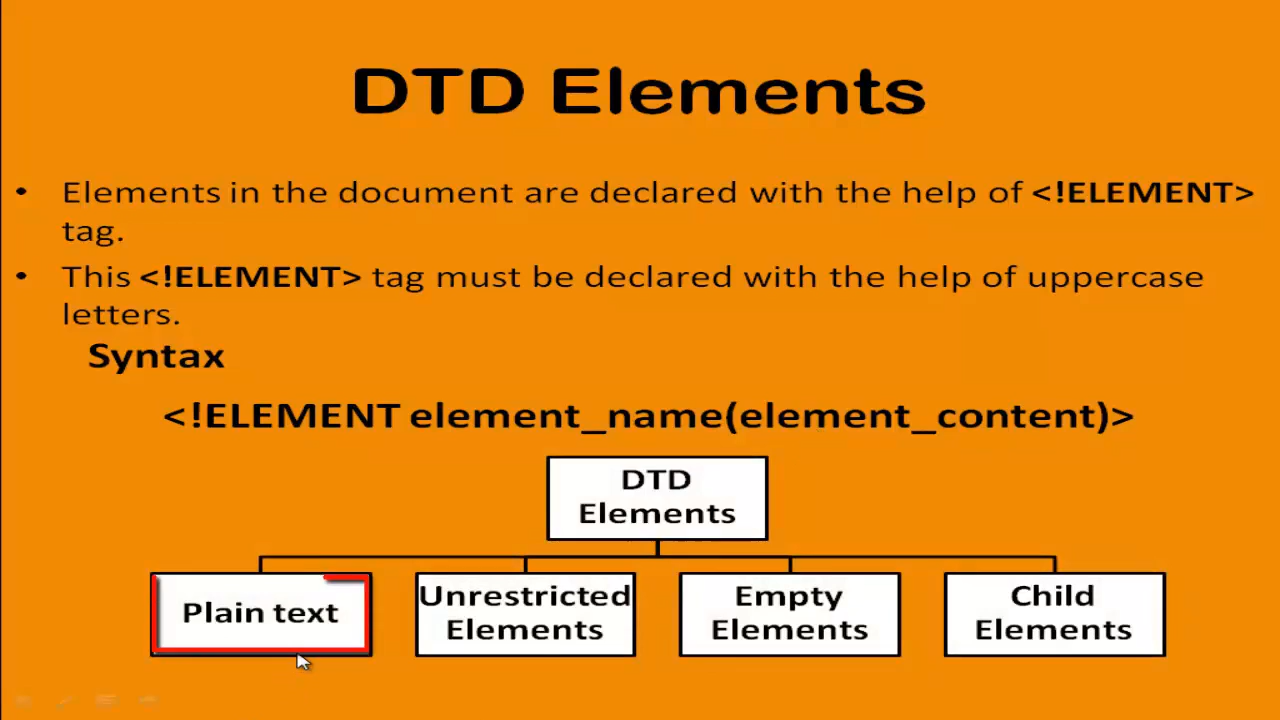 DTD Elements
• Elements in the document are declared with the help of <!ELEMENT>
tag.
• This <!ELEMENT> tag must be declared with the help of uppercase
letters.
Syntax
<!ELEMENT element_name(element_content)>
DTD
Elements
Plain text
Unrestricted
Elements
Empty
Elements
Child
Elements